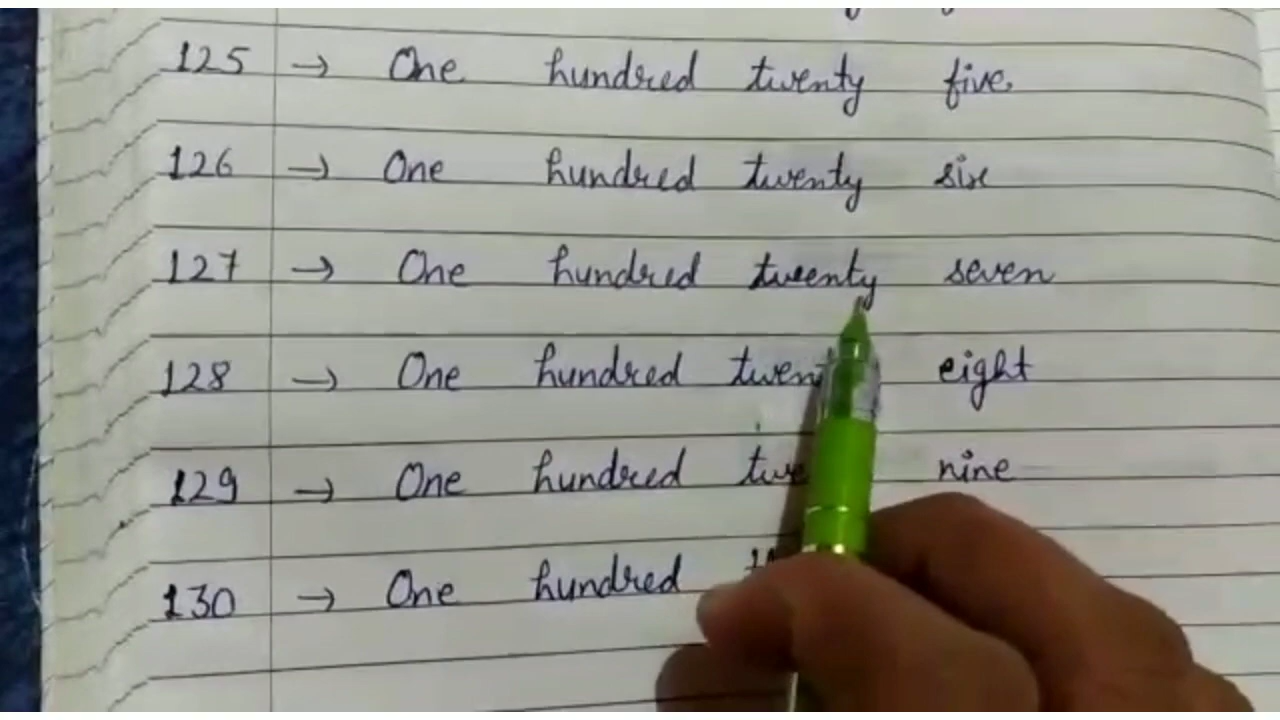 125 → One hundred twenty five.
126 → One hundred twenty six
127 → One hundred twenty seven
128 → One hundred eight
129 → One hundred nine
130 → One hundred